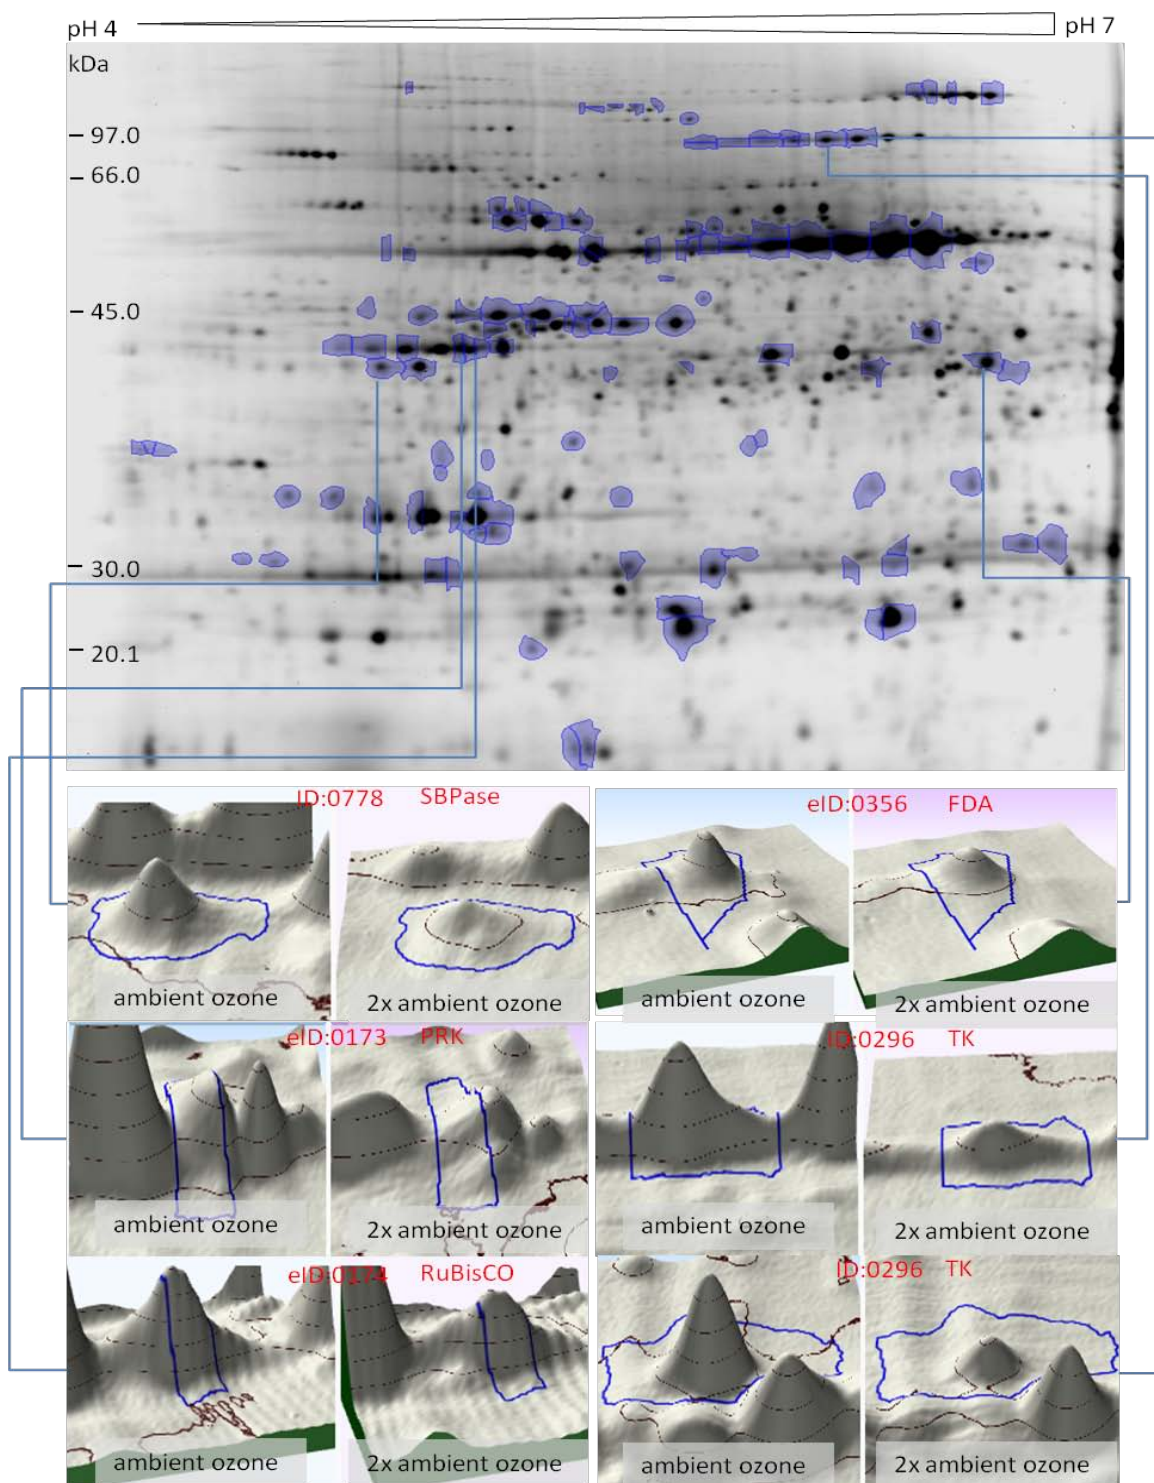 pH 4
pH 7
kDa
97.0
66.0
45.0
30.0
20.1
ID:0778 SBPase
eID:0356 FDA
ambient ozone
2x ambient ozone
ambient ozone
2x ambient ozone
eID:0173 PRK
ID:0296 TK
ambient ozone
2x ambient ozone
ambient ozone
2x ambient ozone
eID:0174 RuBisCO
ID:0296 TK
ambient ozone
2x ambient ozone
ambient ozone
2x ambient ozone